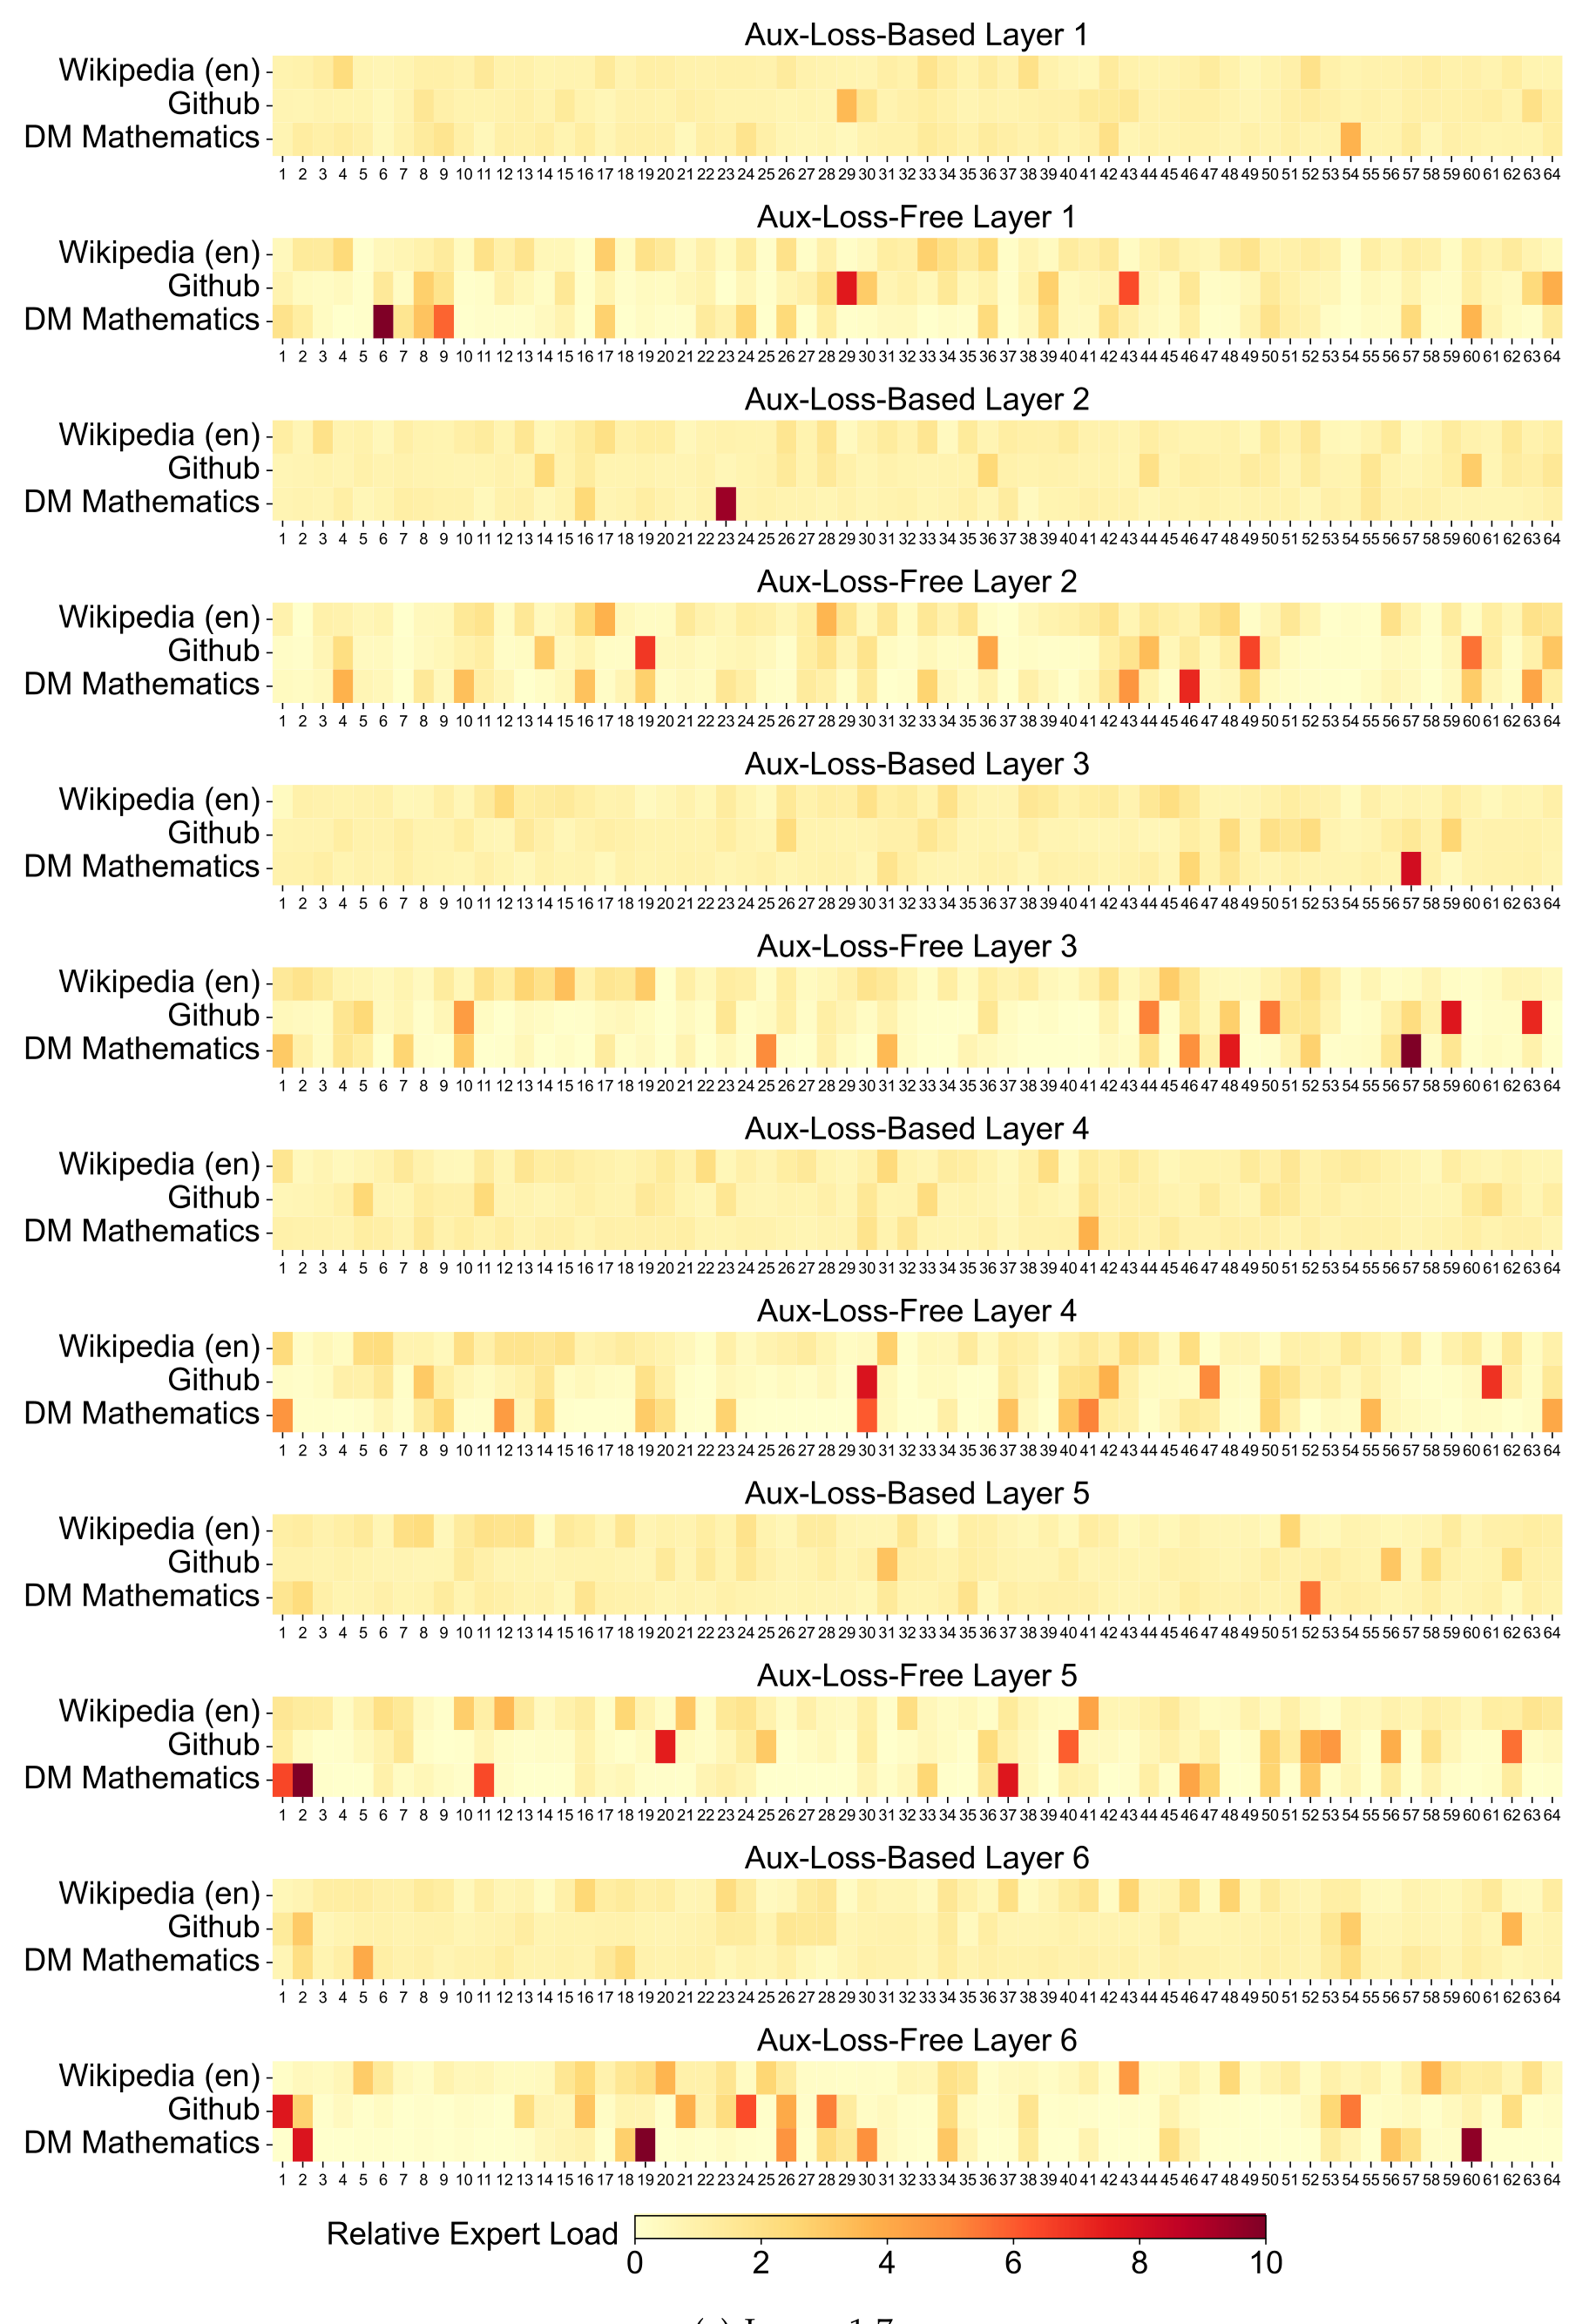 Aux-Loss-Based Layer 1
Wikipedia (en)
Github
DM Mathematics
1 2 3 4 5 6 7 8 9 10 11 12 13 14 15 16 17 18 19 20 21 22 23 24 25 26 27 28 29 30 31 32 33 34 35 36 37 38 39 40 41 42 43 44 45 46 47 48 49 50 51 52 53 54 55 56 57 58 59 60 61 62 63 64
Aux-Loss-Free Layer 1
Wikipedia (en)
Github
DM Mathematics
1 2 3 4 5 6 7 8 9 10 11 12 13 14 15 16 17 18 19 20 21 22 23 24 25 26 27 28 29 30 31 32 33 34 35 36 37 38 39 40 41 42 43 44 45 46 47 48 49 50 51 52 53 54 55 56 57 58 59 60 61 62 63 64
Aux-Loss-Based Layer 2
Wikipedia (en)
Github
DM Mathematics
1 2 3 4 5 6 7 8 9 10 11 12 13 14 15 16 17 18 19 20 21 22 23 24 25 26 27 28 29 30 31 32 33 34 35 36 37 38 39 40 41 42 43 44 45 46 47 48 49 50 51 52 53 54 55 56 57 58 59 60 61 62 63 64
Aux-Loss-Free Layer 2
Wikipedia (en)
Github
DM Mathematics
1 2 3 4 5 6 7 8 9 10 11 12 13 14 15 16 17 18 19 20 21 22 23 24 25 26 27 28 29 30 31 32 33 34 35 36 37 38 39 40 41 42 43 44 45 46 47 48 49 50 51 52 53 54 55 56 57 58 59 60 61 62 63 64
Aux-Loss-Based Layer 3
Wikipedia (en)
Github
DM Mathematics
1 2 3 4 5 6 7 8 9 10 11 12 13 14 15 16 17 18 19 20 21 22 23 24 25 26 27 28 29 30 31 32 33 34 35 36 37 38 39 40 41 42 43 44 45 46 47 48 49 50 51 52 53 54 55 56 57 58 59 60 61 62 63 64
Aux-Loss-Free Layer 3
Wikipedia (en)
Github
DM Mathematics
1 2 3 4 5 6 7 8 9 10 11 12 13 14 15 16 17 18 19 20 21 22 23 24 25 26 27 28 29 30 31 32 33 34 35 36 37 38 39 40 41 42 43 44 45 46 47 48 49 50 51 52 53 54 55 56 57 58 59 60 61 62 63 64
Aux-Loss-Based Layer 4
Wikipedia (en)
Github
DM Mathematics
1 2 3 4 5 6 7 8 9 10 11 12 13 14 15 16 17 18 19 20 21 22 23 24 25 26 27 28 29 30 31 32 33 34 35 36 37 38 39 40 41 42 43 44 45 46 47 48 49 50 51 52 53 54 55 56 57 58 59 60 61 62 63 64
Aux-Loss-Free Layer 4
Wikipedia (en)
Github
DM Mathematics
1 2 3 4 5 6 7 8 9 10 11 12 13 14 15 16 17 18 19 20 21 22 23 24 25 26 27 28 29 30 31 32 33 34 35 36 37 38 39 40 41 42 43 44 45 46 47 48 49 50 51 52 53 54 55 56 57 58 59 60 61 62 63 64
Aux-Loss-Based Layer 5
Wikipedia (en)
Github
DM Mathematics
1 2 3 4 5 6 7 8 9 10 11 12 13 14 15 16 17 18 19 20 21 22 23 24 25 26 27 28 29 30 31 32 33 34 35 36 37 38 39 40 41 42 43 44 45 46 47 48 49 50 51 52 53 54 55 56 57 58 59 60 61 62 63 64
Aux-Loss-Free Layer 5
Wikipedia (en)
Github
DM Mathematics
1 2 3 4 5 6 7 8 9 10 11 12 13 14 15 16 17 18 19 20 21 22 23 24 25 26 27 28 29 30 31 32 33 34 35 36 37 38 39 40 41 42 43 44 45 46 47 48 49 50 51 52 53 54 55 56 57 58 59 60 61 62 63 64
Aux-Loss-Based Layer 6
Wikipedia (en)
Github
DM Mathematics
1 2 3 4 5 6 7 8 9 10 11 12 13 14 15 16 17 18 19 20 21 22 23 24 25 26 27 28 29 30 31 32 33 34 35 36 37 38 39 40 41 42 43 44 45 46 47 48 49 50 51 52 53 54 55 56 57 58 59 60 61 62 63 64
Aux-Loss-Free Layer 6
Wikipedia (en)
Github
DM Mathematics
1 2 3 4 5 6 7 8 9 10 11 12 13 14 15 16 17 18 19 20 21 22 23 24 25 26 27 28 29 30 31 32 33 34 35 36 37 38 39 40 41 42 43 44 45 46 47 48 49 50 51 52 53 54 55 56 57 58 59 60 61 62 63 64
Relative Expert Load
0 2 4 6 8 10